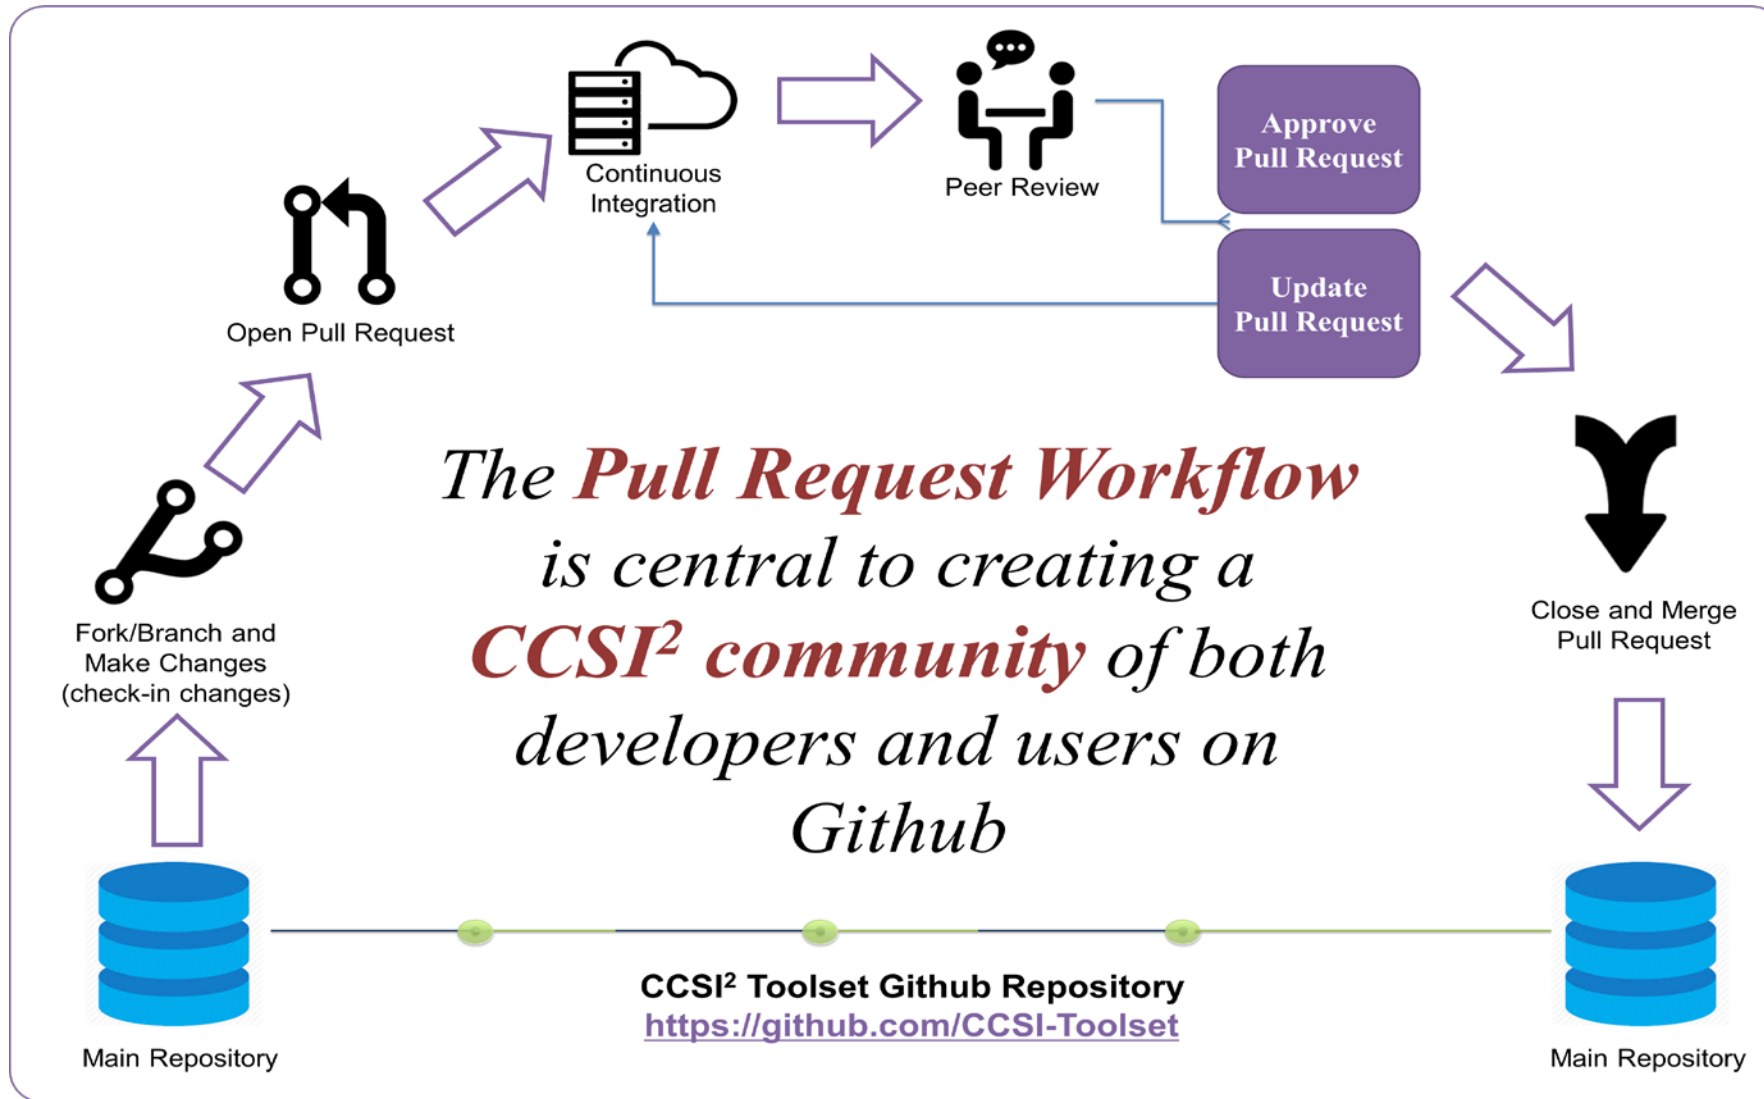 Continuous
Integration
Peer Review
Approve
Pull Request
Update
Pull Request
Open Pull Request
Fork/Branch and
Make Changes
(check-in changes)
The Pull Request Workflow
is central to creating a
CCSI² community of both
developers and users on
Github
Close and Merge
Pull Request
CCSI² Toolset Github Repository
https://github.com/CCSI-Toolset
Main Repository
Main Repository